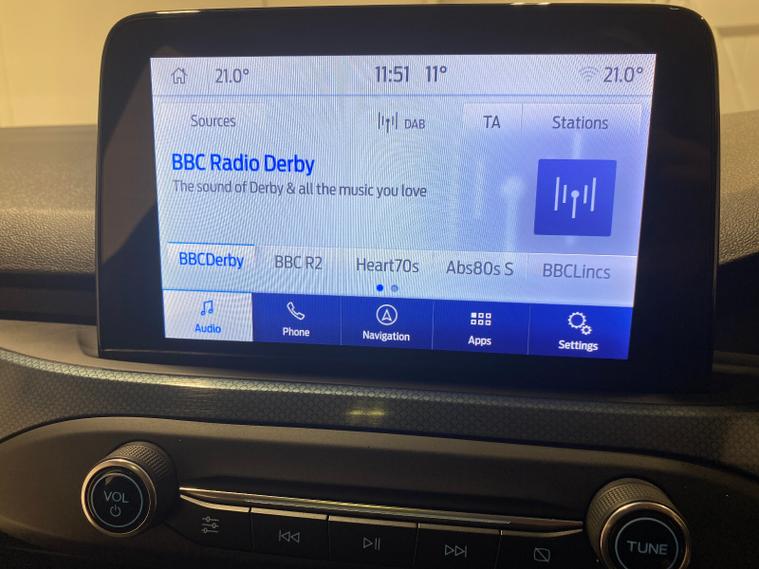 21.0° 11:51 11° 21.0°
Sources DAB TA Stations
BBC Radio Derby
The sound of Derby & all the music you love
BBCDerby BBC R2 Heart70s Abs80s S BBCLincs
Audio Phone Navigation Apps Settings
VOL
TUNE